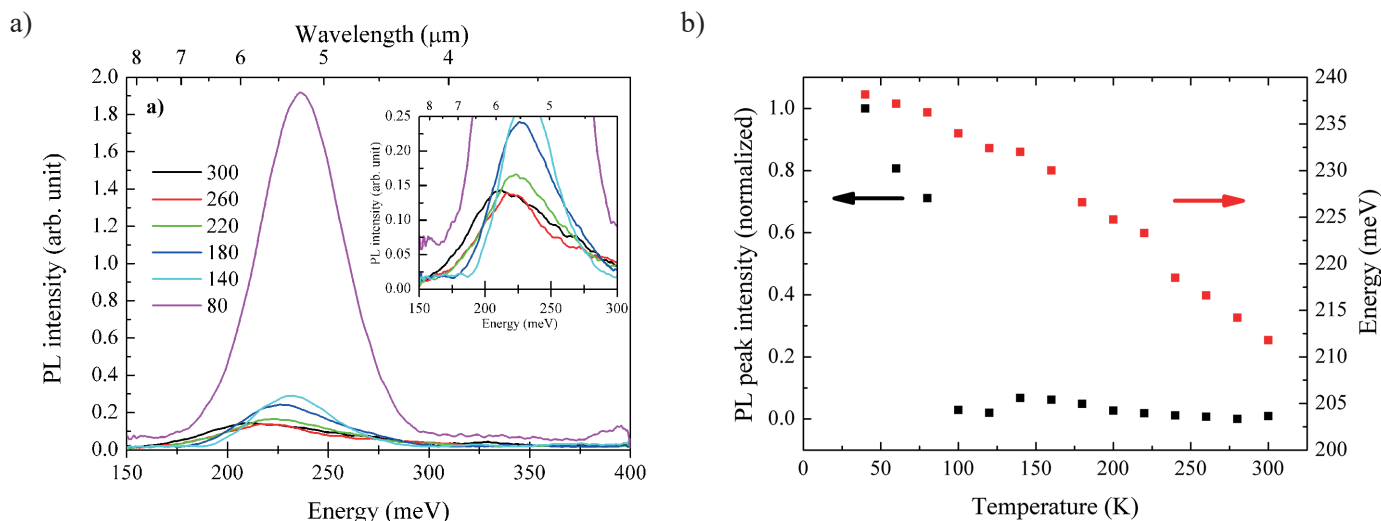 a)
Wavelength (μm)
8 7 6 5 4
2.0
1.8
1.6
1.4
1.2
1.0
0.8
0.6
0.4
0.2
0.0
PL intensity (arb. unit)
a)
300
260
220
180
140
80
8 7 6 5
0.25
0.20
0.15
0.10
0.05
0.00
PL intensity (arb. unit)
150 200 250 300
Energy (meV)
150 200 250 300 350 400
Energy (meV)
b)
1.0
0.8
0.6
0.4
0.2
0.0
PL peak intensity (normalized)
240
235
230
225
220
215
210
205
200
Energy (meV)
0 50 100 150 200 250 300
Temperature (K)